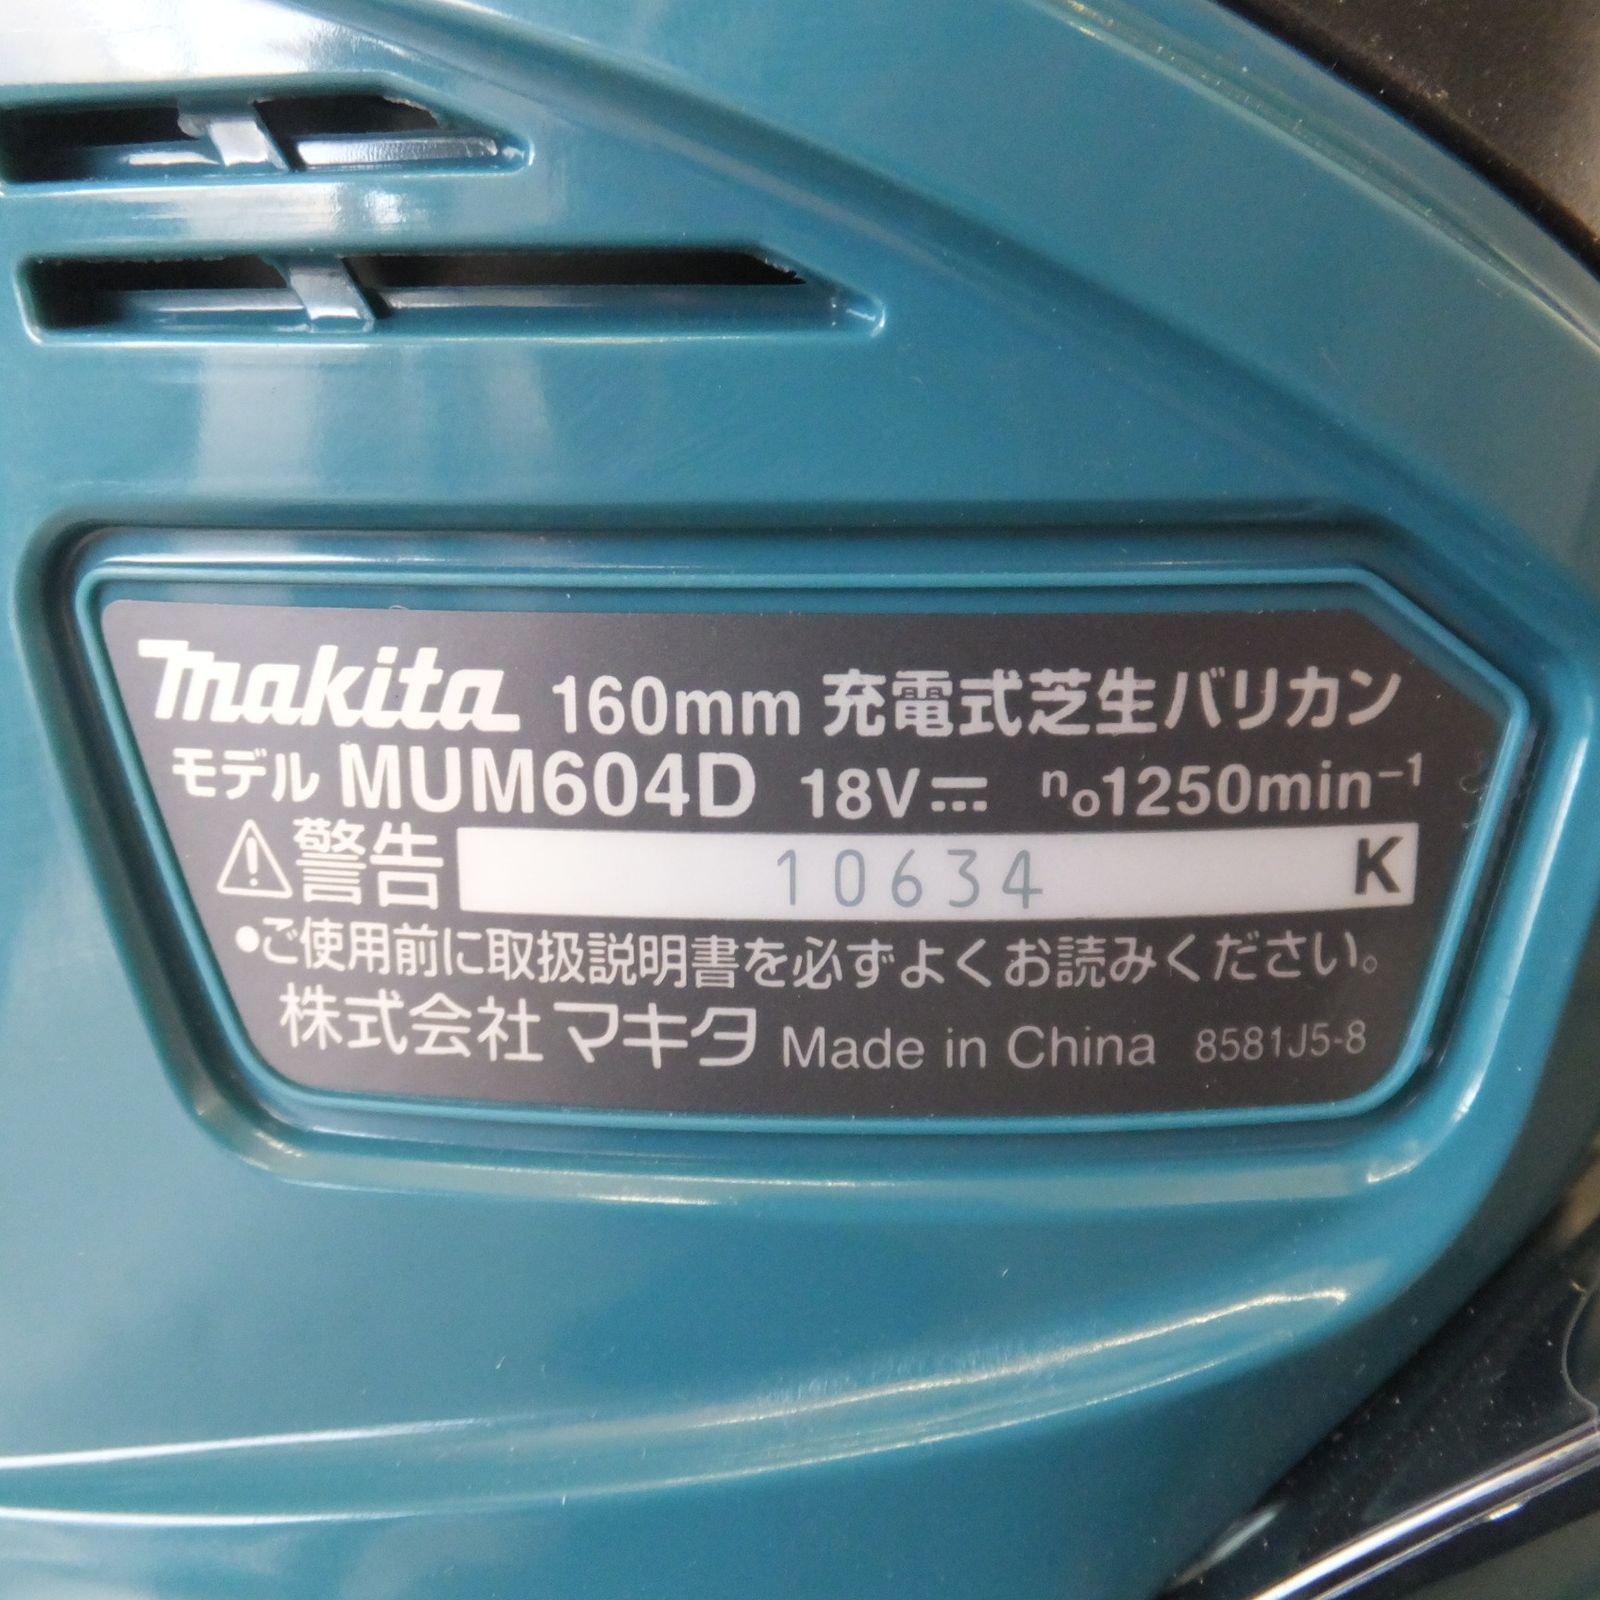 makita 160mm 充電式芝生バリカン
モデル MUM604D 18V⎓ n₀1250min⁻¹
⚠警告 10634 K
●ご使用前に取扱説明書を必ずよくお読みください。
株式会社マキタ Made in China 8581J5-8